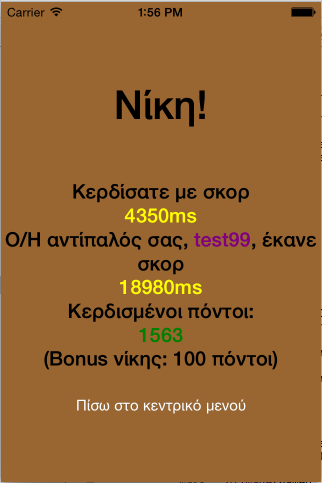 Carrier 1:56 PM
Νίκη!
Κερδίσατε με σκορ
4350ms
Ο/Η αντίπαλός σας, test99, έκανε
σκορ
18980ms
Κερδισμένοι πόντοι:
1563
(Bonus νίκης: 100 πόντοι)
Πίσω στο κεντρικό μενού